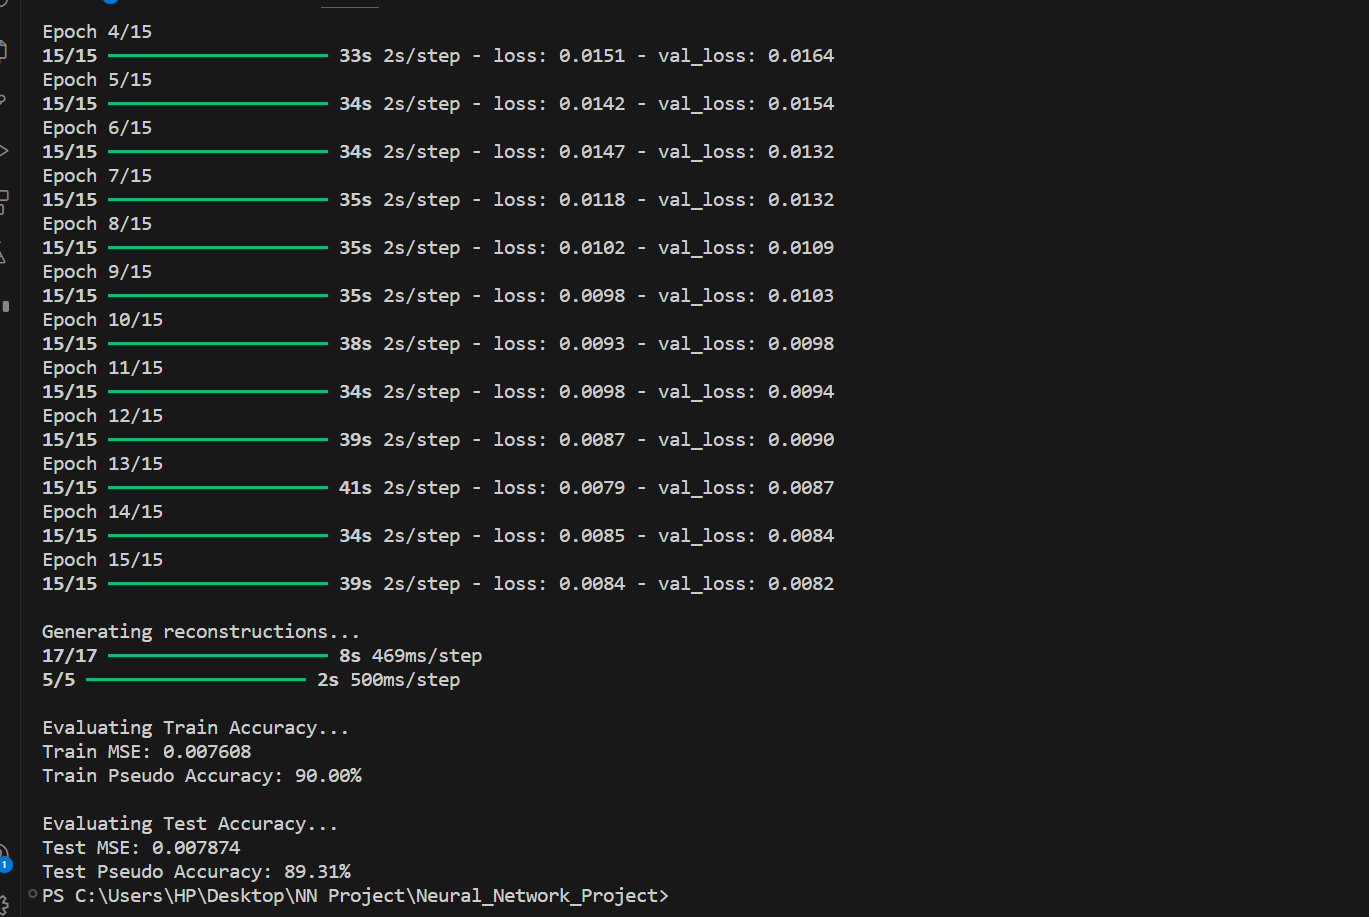 Epoch 4/15
15/15 33s 2s/step - loss: 0.0151 - val_loss: 0.0164
Epoch 5/15
15/15 34s 2s/step - loss: 0.0142 - val_loss: 0.0154
Epoch 6/15
15/15 34s 2s/step - loss: 0.0147 - val_loss: 0.0132
Epoch 7/15
15/15 35s 2s/step - loss: 0.0118 - val_loss: 0.0132
Epoch 8/15
15/15 35s 2s/step - loss: 0.0102 - val_loss: 0.0109
Epoch 9/15
15/15 35s 2s/step - loss: 0.0098 - val_loss: 0.0103
Epoch 10/15
15/15 38s 2s/step - loss: 0.0093 - val_loss: 0.0098
Epoch 11/15
15/15 34s 2s/step - loss: 0.0098 - val_loss: 0.0094
Epoch 12/15
15/15 39s 2s/step - loss: 0.0087 - val_loss: 0.0090
Epoch 13/15
15/15 41s 2s/step - loss: 0.0079 - val_loss: 0.0087
Epoch 14/15
15/15 34s 2s/step - loss: 0.0085 - val_loss: 0.0084
Epoch 15/15
15/15 39s 2s/step - loss: 0.0084 - val_loss: 0.0082
Generating reconstructions...
17/17 8s 469ms/step
5/5 2s 500ms/step
Evaluating Train Accuracy...
Train MSE: 0.007608
Train Pseudo Accuracy: 90.00%
Evaluating Test Accuracy...
Test MSE: 0.007874
1
Test Pseudo Accuracy: 89.31%
PS C:\Users\HP\Desktop\NN Project\Neural_Network_Project>